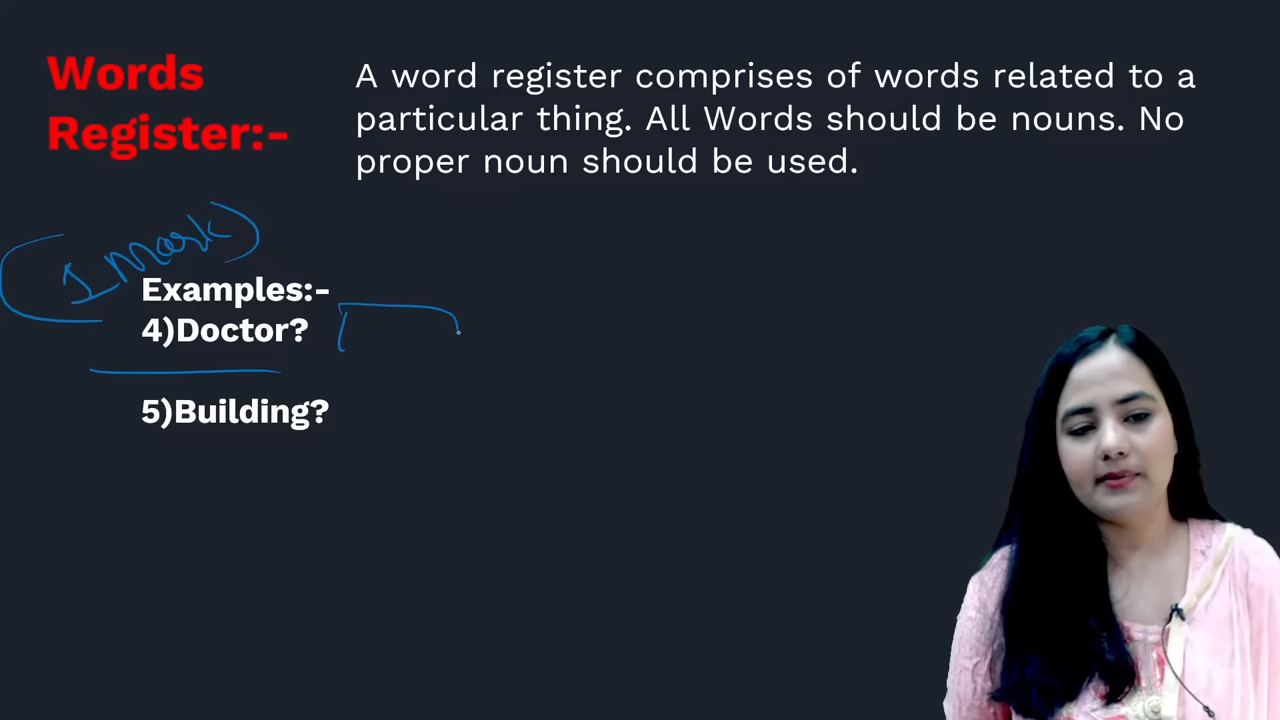 Words
Register:-
A word register comprises of words related to a
particular thing. All Words should be nouns. No
proper noun should be used.
(1 Mark)
Examples:-
4)Doctor?
5)Building?